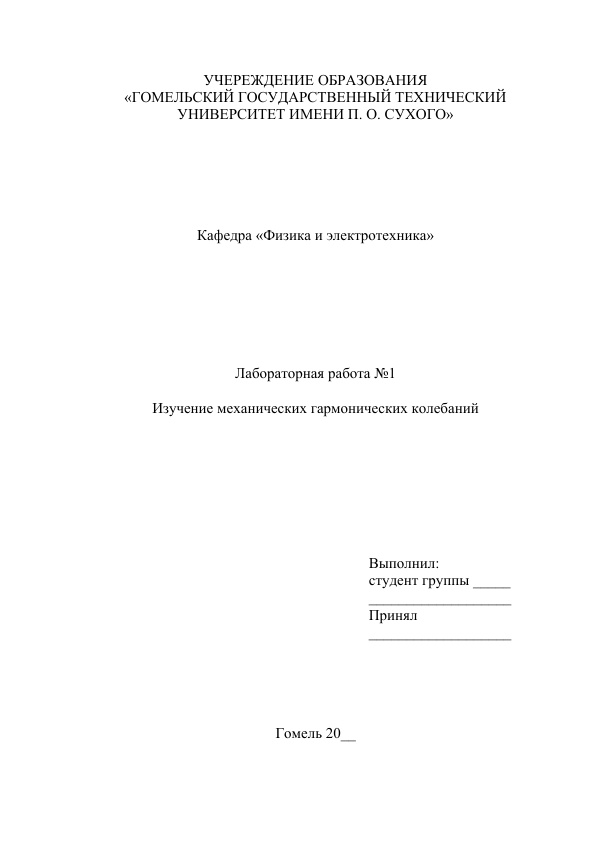 УЧЕРЕЖДЕНИЕ ОБРАЗОВАНИЯ
«ГОМЕЛЬСКИЙ ГОСУДАРСТВЕННЫЙ ТЕХНИЧЕСКИЙ
УНИВЕРСИТЕТ ИМЕНИ П. О. СУХОГО»
Кафедра «Физика и электротехника»
Лабораторная работа №1
Изучение механических гармонических колебаний
Выполнил:
студент группы _____
___________________
Принял
___________________
Гомель 20__